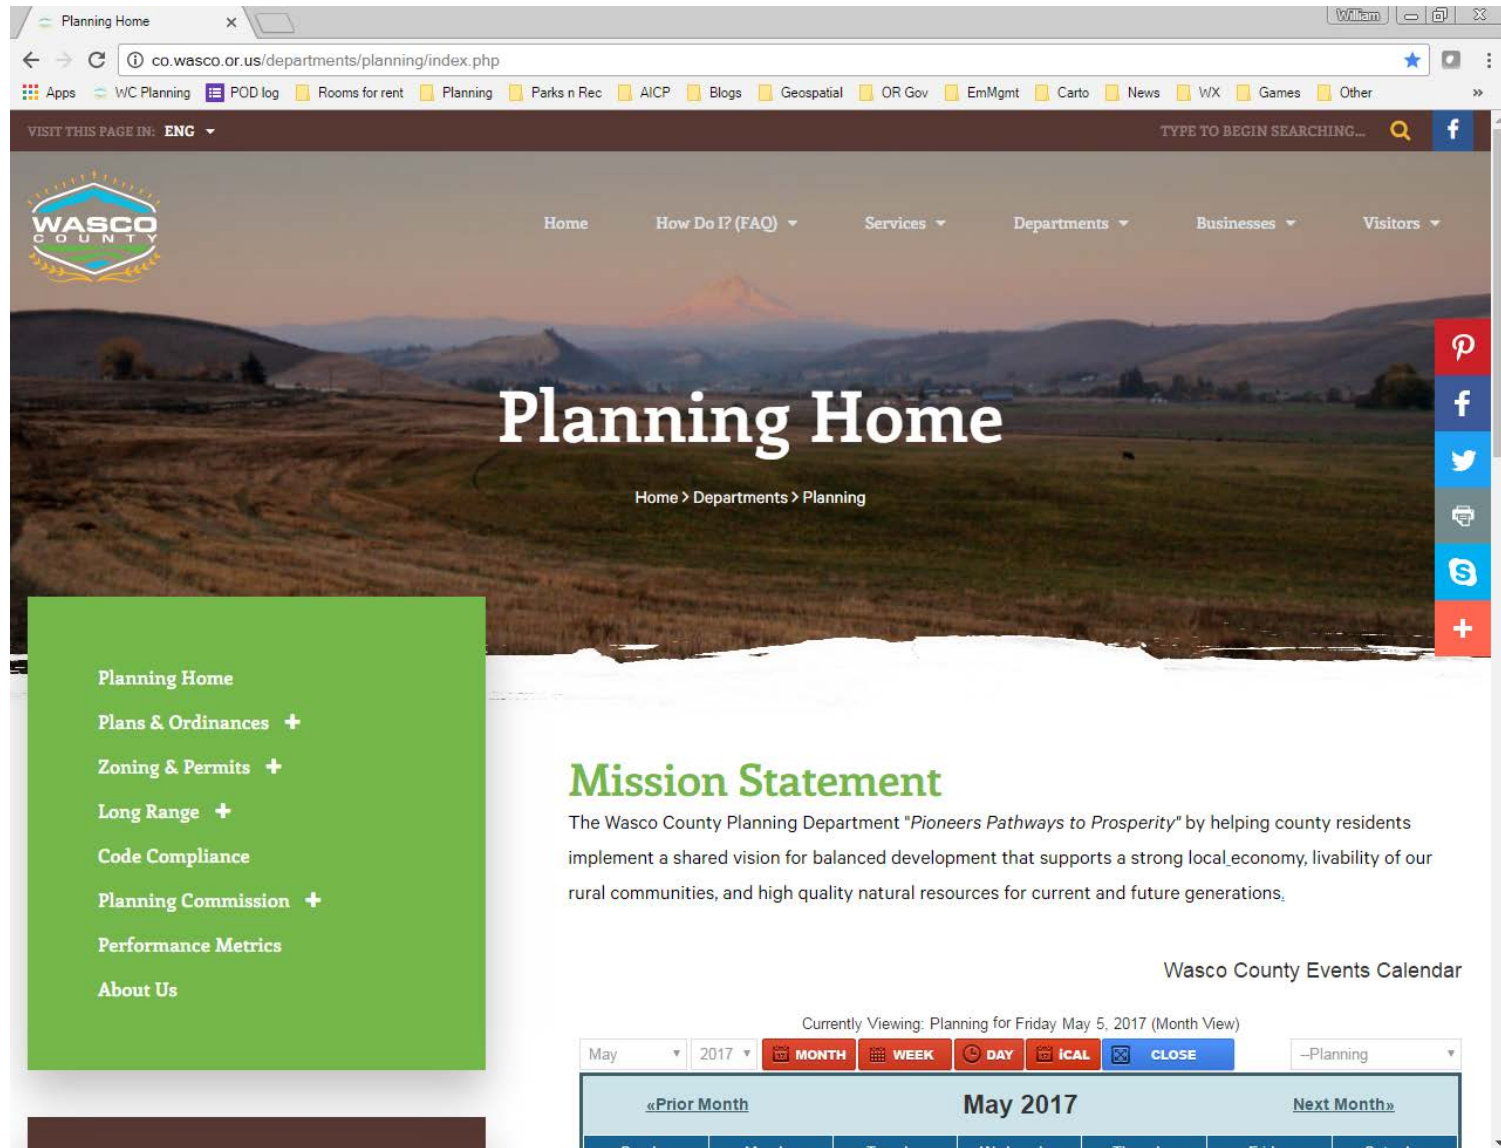 Planning Home
William
co.wasco.or.us/departments/planning/index.php
Apps WC Planning POD log Rooms for rent Planning Parks n Rec AICP Blogs Geospatial OR Gov EmMgmt Carto News WX Games Other »
VISIT THIS PAGE IN: ENG TYPE TO BEGIN SEARCHING...
WASCO
COUNTY
Home How Do I? (FAQ) Services Departments Businesses Visitors
Planning Home
Home > Departments > Planning
Planning Home
Plans & Ordinances +
Zoning & Permits +
Long Range +
Code Compliance
Planning Commission +
Performance Metrics
About Us
Mission Statement
The Wasco County Planning Department "Pioneers Pathways to Prosperity" by helping county residents
implement a shared vision for balanced development that supports a strong local economy, livability of our
rural communities, and high quality natural resources for current and future generations.
Wasco County Events Calendar
Currently Viewing: Planning for Friday May 5, 2017 (Month View)
May 2017 MONTH WEEK DAY iCAL CLOSE --Planning
«Prior Month May 2017 Next Month»